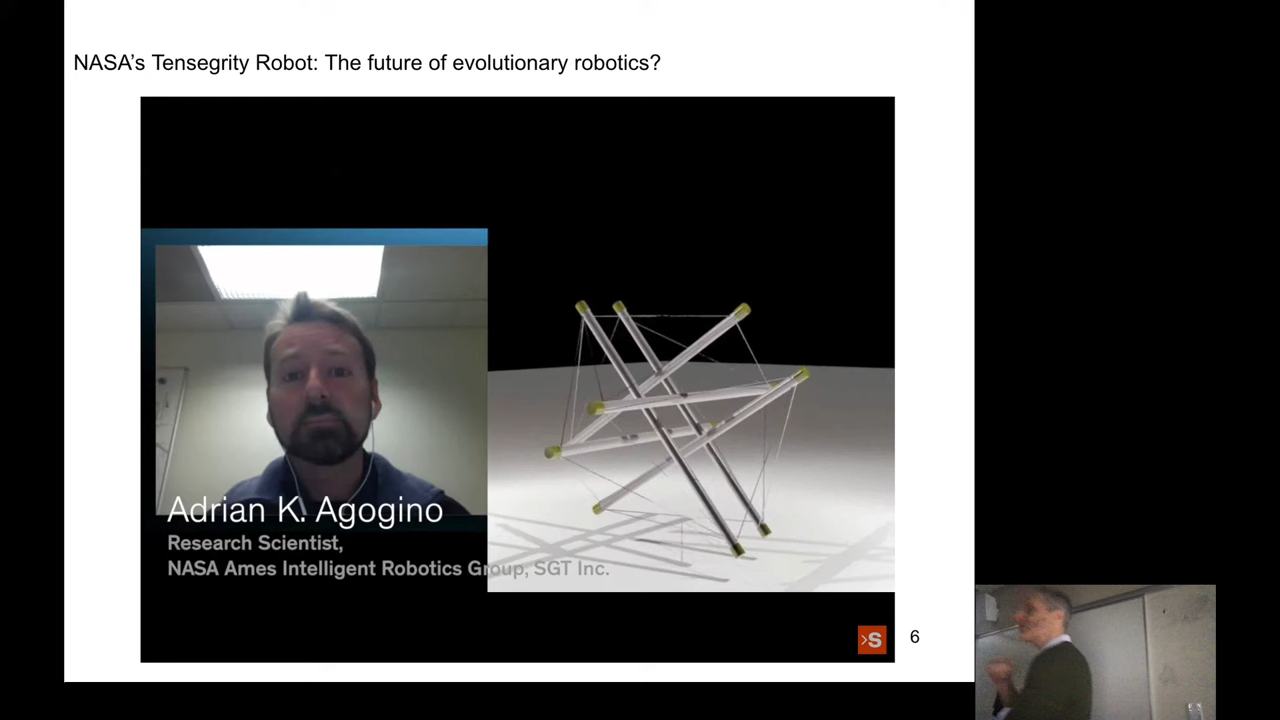 NASA's Tensegrity Robot: The future of evolutionary robotics?
Adrian K. Agogino
Research Scientist,
NASA Ames Intelligent Robotics Group, SGT Inc.
>S
6